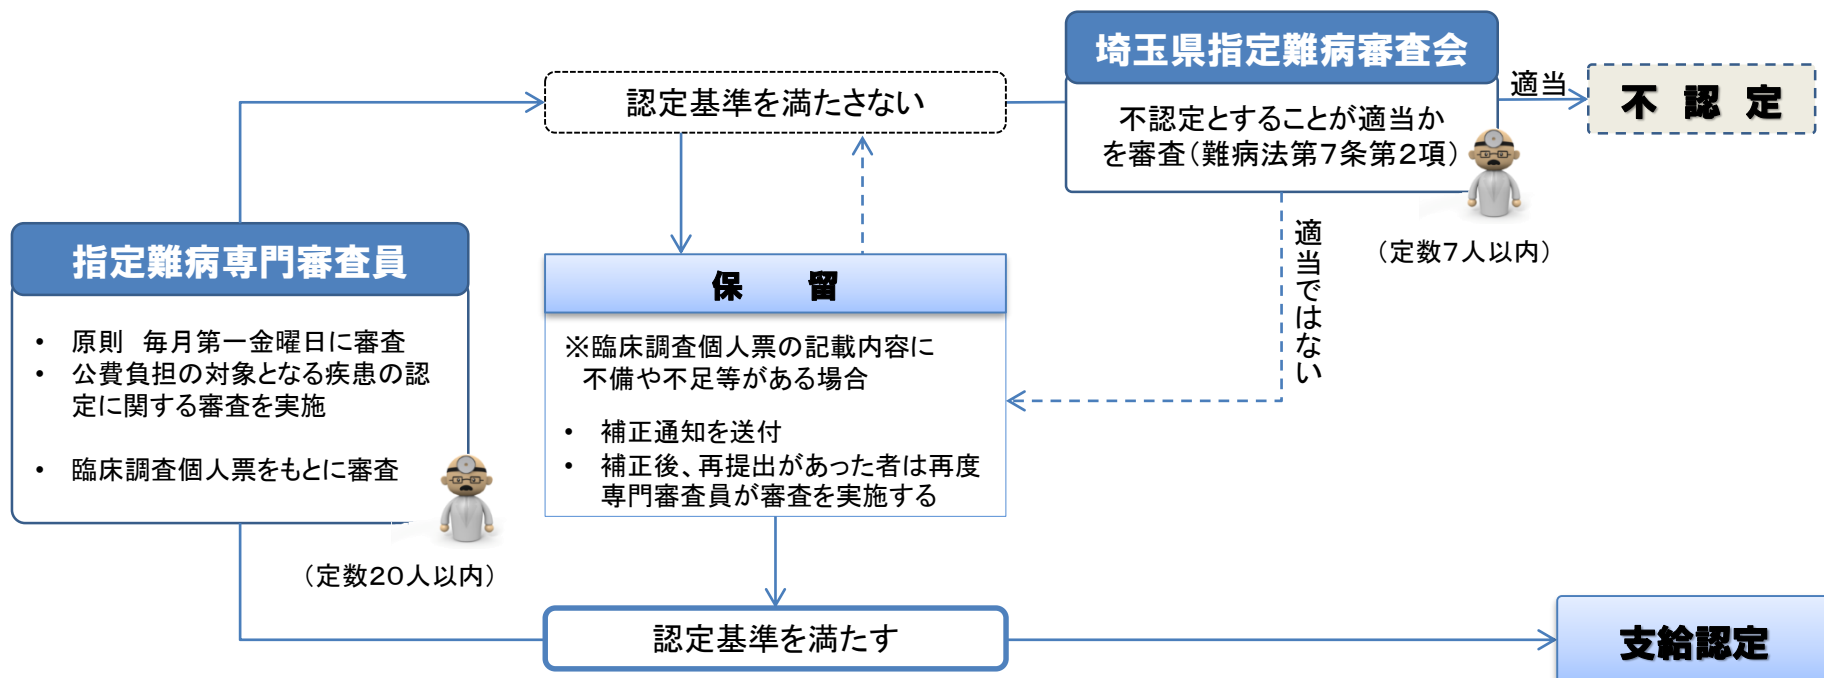 埼玉県指定難病審査会
不認定とすることが適当か
を審査(難病法第7条第2項)
(定数7人以内)
適当
不 認 定
認定基準を満たさない
適当ではない
指定難病専門審査員
• 原則 毎月第一金曜日に審査
• 公費負担の対象となる疾患の認
定に関する審査を実施
• 臨床調査個人票をもとに審査
(定数20人以内)
保 留
※臨床調査個人票の記載内容に
不備や不足等がある場合
• 補正通知を送付
• 補正後、再提出があった者は再度
専門審査員が審査を実施する
認定基準を満たす
支給認定